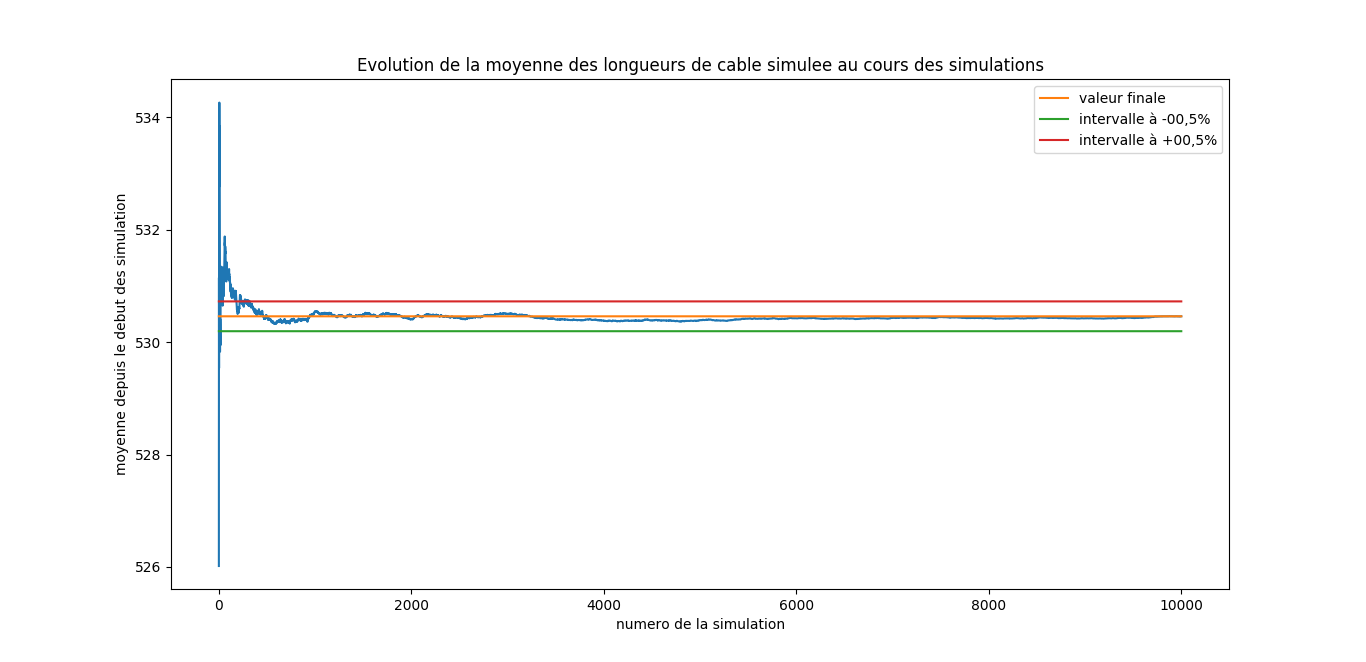 Evolution de la moyenne des longueurs de cable simulee au cours des simulations
valeur finale
intervalle à -00,5%
intervalle à +00,5%
534
532
530
528
526
moyenne depuis le debut des simulation
0
2000
4000
6000
8000
10000
numero de la simulation